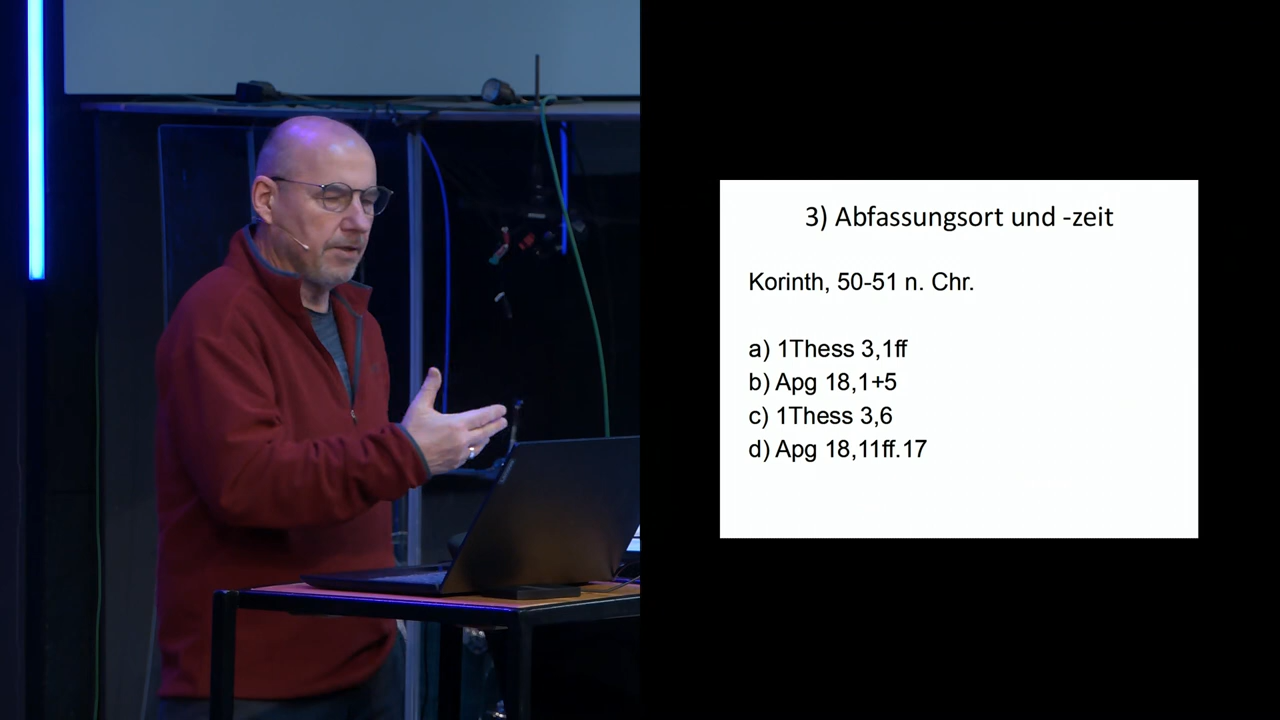 3) Abfassungsort und -zeit
Korinth, 50-51 n. Chr.
a) 1Thess 3,1ff
b) Apg 18,1+5
c) 1Thess 3,6
d) Apg 18,11ff.17